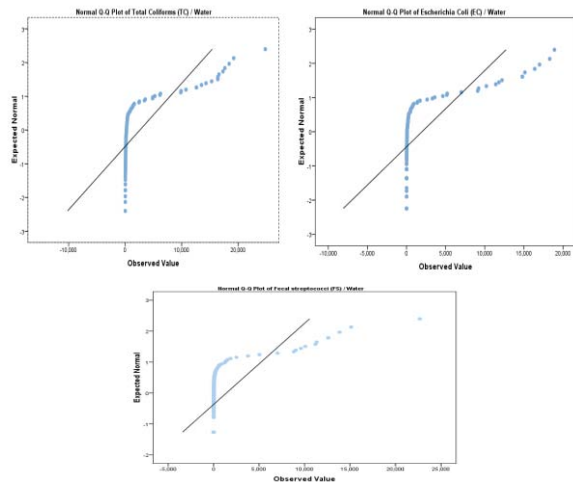 Normal Q-Q Plot of Total Coliforms (TC) / Water
Expected Normal
3
2
1
0
-1
-2
-3
-20,000 -10,000 0 10,000 20,000
Observed Value
Normal Q-Q Plot of Escherichia Coli (EC) / Water
Expected Normal
3
2
1
0
-1
-2
-3
-10,000 -5,000 0 5,000 10,000 15,000 20,000
Observed Value
Normal Q-Q Plot of Fecal streptococci (FS) / Water
Expected Normal
3
2
1
0
-1
-2
-5,000 0 5,000 10,000 15,000 20,000 25,000
Observed Value